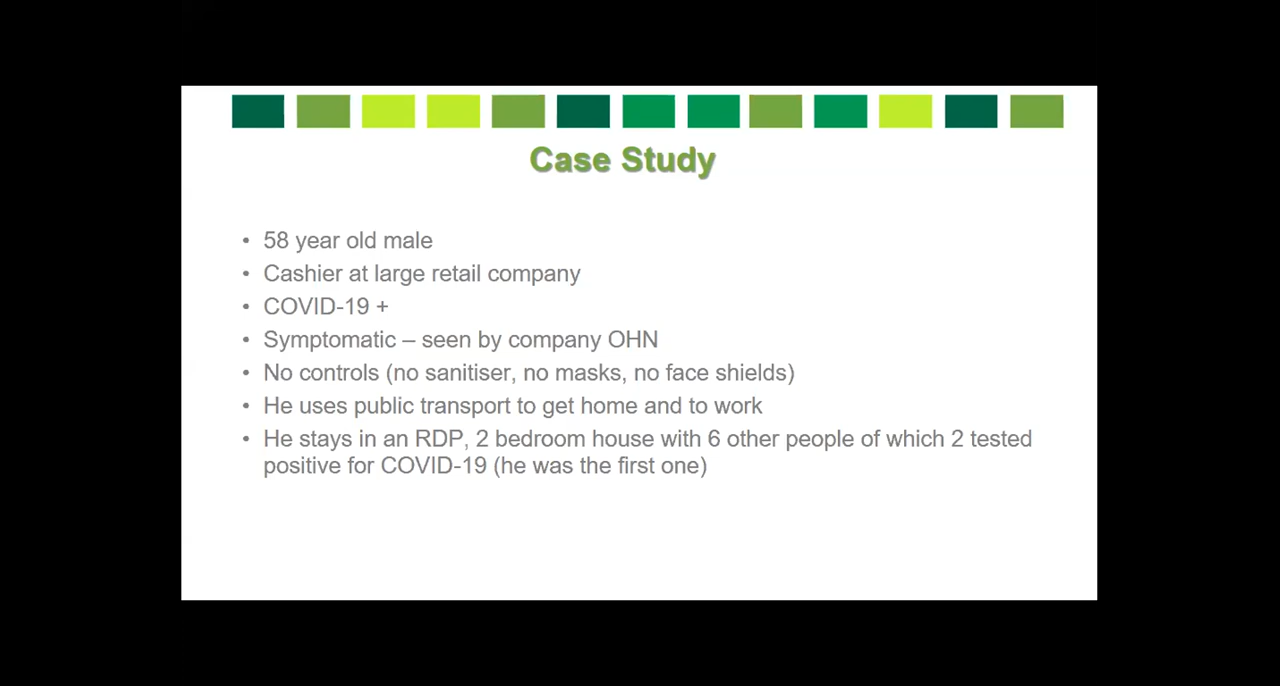 Case Study
• 58 year old male
• Cashier at large retail company
• COVID-19 +
• Symptomatic – seen by company OHN
• No controls (no sanitiser, no masks, no face shields)
• He uses public transport to get home and to work
• He stays in an RDP, 2 bedroom house with 6 other people of which 2 tested
positive for COVID-19 (he was the first one)